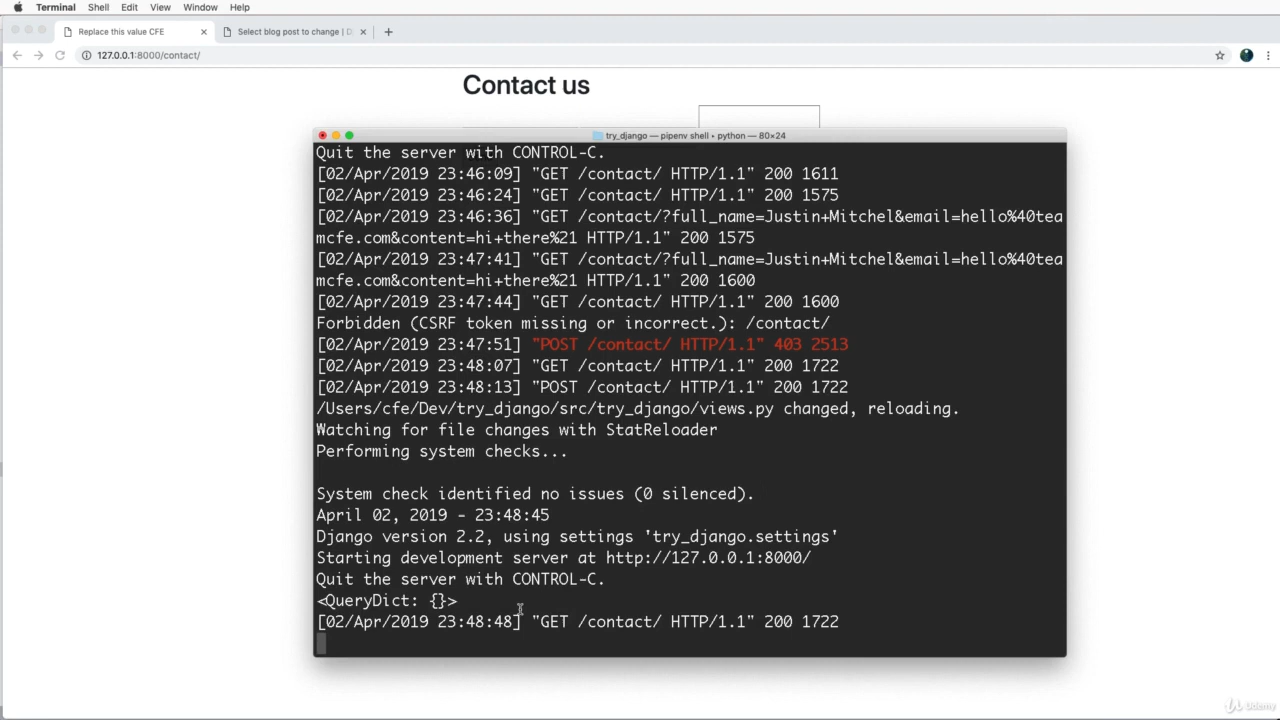 Terminal Shell Edit View Window Help
Replace this value CFE
Select blog post to change | D
127.0.0.1:8000/contact/
Contact us
try_django — pipenv shell • python — 80×24
Quit the server with CONTROL-C.
[02/Apr/2019 23:46:09] "GET /contact/ HTTP/1.1" 200 1611
[02/Apr/2019 23:46:24] "GET /contact/ HTTP/1.1" 200 1575
[02/Apr/2019 23:46:36] "GET /contact/?full_name=Justin+Mitchel&email=hello%40tea
mcfe.com&content=hi+there%21 HTTP/1.1" 200 1575
[02/Apr/2019 23:47:41] "GET /contact/?full_name=Justin+Mitchel&email=hello%40tea
mcfe.com&content=hi+there%21 HTTP/1.1" 200 1600
[02/Apr/2019 23:47:44] "GET /contact/ HTTP/1.1" 200 1600
Forbidden (CSRF token missing or incorrect.): /contact/
[02/Apr/2019 23:47:51] "POST /contact/ HTTP/1.1" 403 2513
[02/Apr/2019 23:48:07] "GET /contact/ HTTP/1.1" 200 1722
[02/Apr/2019 23:48:13] "POST /contact/ HTTP/1.1" 200 1722
/Users/cfe/Dev/try_django/src/try_django/views.py changed, reloading.
Watching for file changes with StatReloader
Performing system checks...
System check identified no issues (0 silenced).
April 02, 2019 - 23:48:45
Django version 2.2, using settings 'try_django.settings'
Starting development server at http://127.0.0.1:8000/
Quit the server with CONTROL-C.
<QueryDict: {}>
[02/Apr/2019 23:48:48] "GET /contact/ HTTP/1.1" 200 1722
Udemy